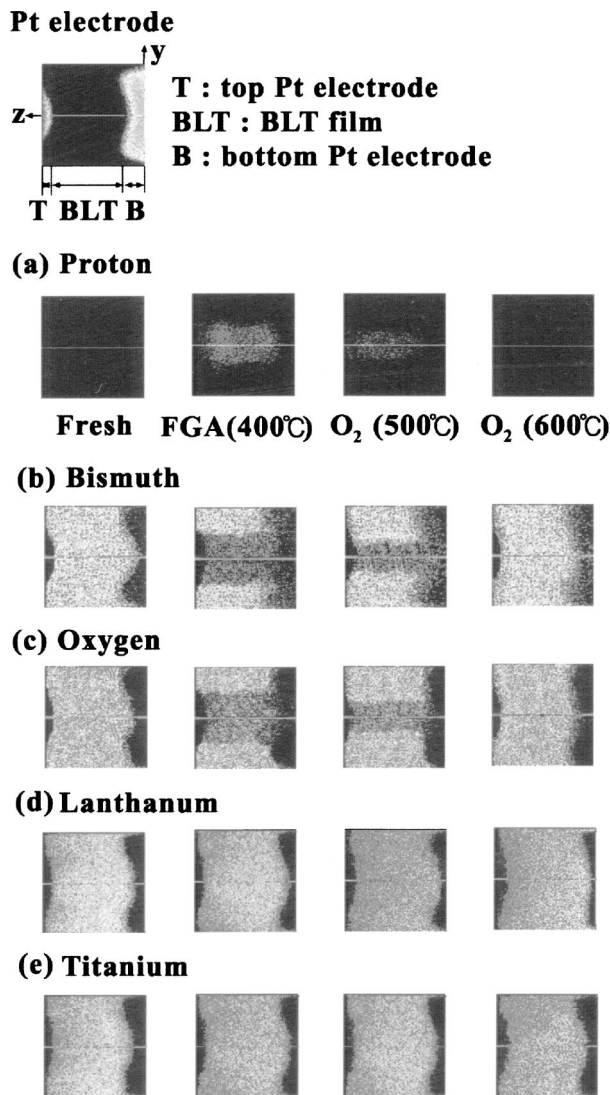 Pt electrode
y
z
T : top Pt electrode
BLT : BLT film
B : bottom Pt electrode
T BLT B
(a) Proton
Fresh FGA(400℃) O₂ (500℃) O₂ (600℃)
(b) Bismuth
(c) Oxygen
(d) Lanthanum
(e) Titanium